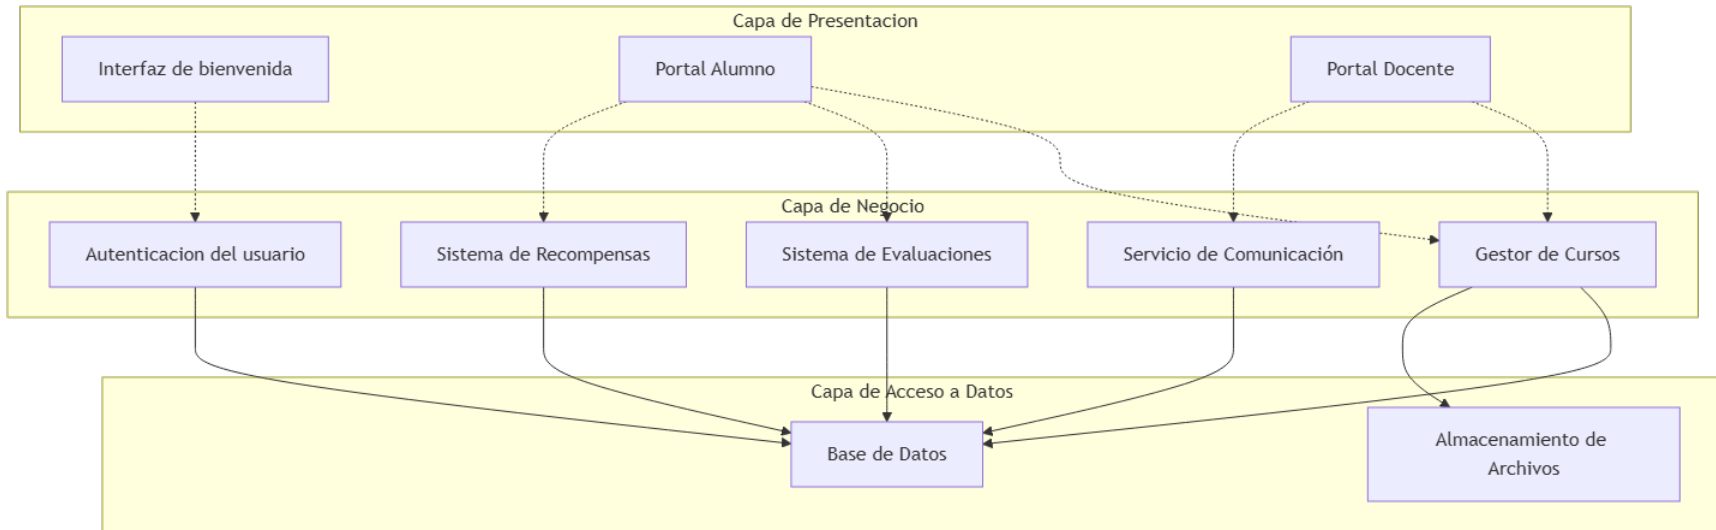 Capa de Presentacion
Interfaz de bienvenida
Portal Alumno
Portal Docente
Capa de Negocio
Autenticacion del usuario
Sistema de Recompensas
Sistema de Evaluaciones
Servicio de Comunicación
Gestor de Cursos
Capa de Acceso a Datos
Base de Datos
Almacenamiento de
Archivos